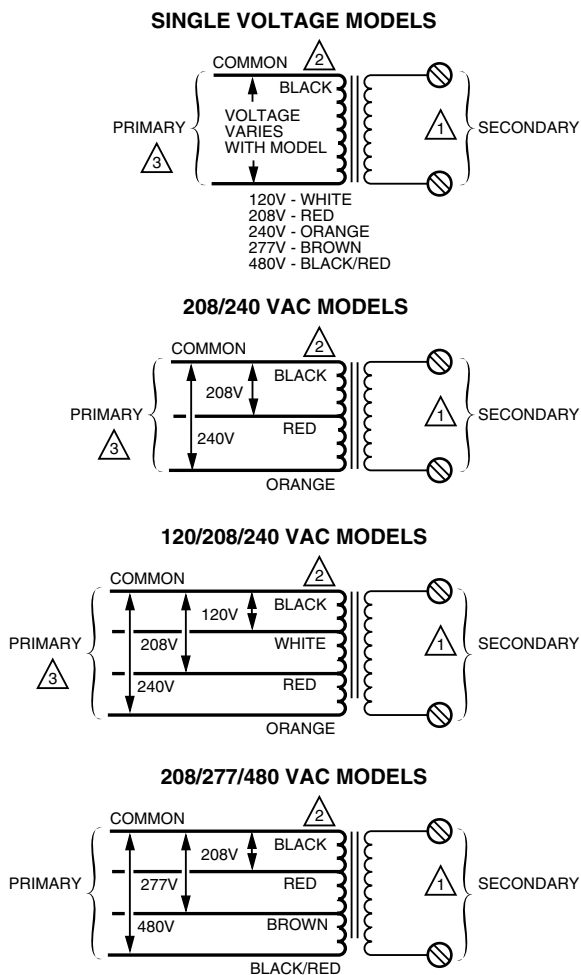 SINGLE VOLTAGE MODELS
COMMON
2
BLACK
VOLTAGE
VARIES
WITH MODEL
PRIMARY
3
1
SECONDARY
120V - WHITE
208V - RED
240V - ORANGE
277V - BROWN
480V - BLACK/RED
208/240 VAC MODELS
COMMON
2
BLACK
208V
PRIMARY
3
RED
240V
1
SECONDARY
ORANGE
120/208/240 VAC MODELS
COMMON
2
BLACK
120V
PRIMARY
3
208V
WHITE
1
SECONDARY
240V
RED
ORANGE
208/277/480 VAC MODELS
COMMON
2
BLACK
208V
PRIMARY
277V
RED
1
SECONDARY
480V
BROWN
BLACK/RED